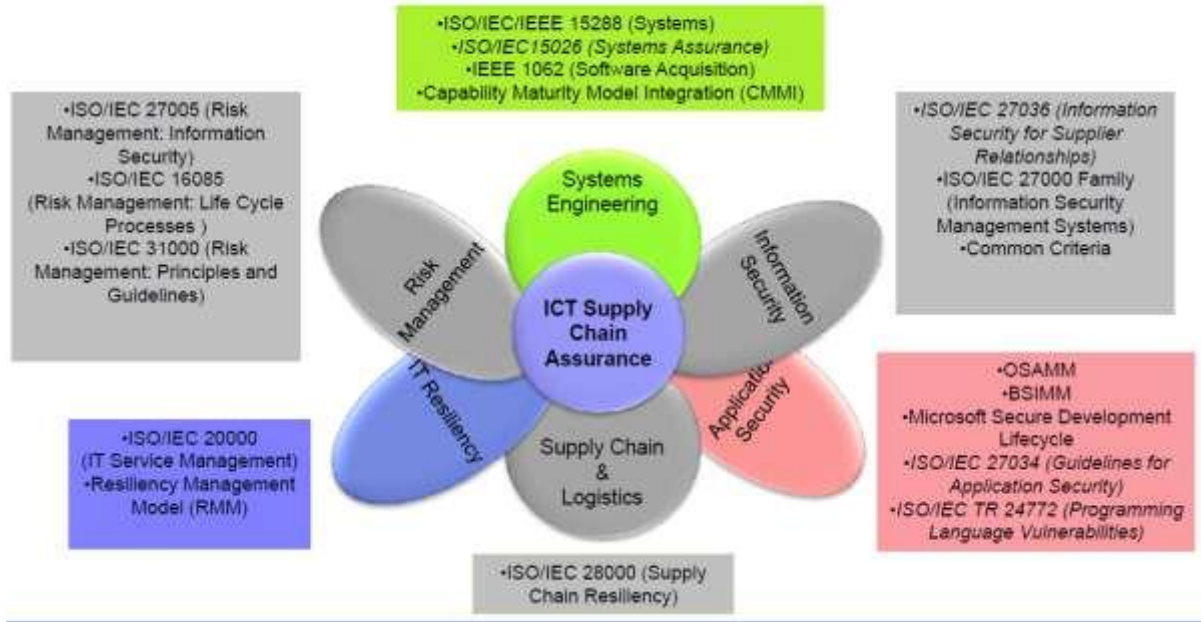 •ISO/IEC/IEEE 15288 (Systems)
•ISO/IEC15026 (Systems Assurance)
•IEEE 1062 (Software Acquisition)
•Capability Maturity Model Integration (CMMI)
•ISO/IEC 27005 (Risk
Management: Information
Security)
•ISO/IEC 16085
(Risk Management: Life Cycle
Processes )
•ISO/IEC 31000 (Risk
Management: Principles and
Guidelines)
•ISO/IEC 27036 (Information
Security for Supplier
Relationships)
•ISO/IEC 27000 Family
(Information Security
Management Systems)
•Common Criteria
Systems
Engineering
Risk
Management
Information
Security
ICT Supply
Chain
Assurance
IT Resiliency
Application
Security
Supply Chain
&
Logistics
•ISO/IEC 20000
(IT Service Management)
•Resiliency Management
Model (RMM)
•OSAMM
•BSIMM
•Microsoft Secure Development
Lifecycle
•ISO/IEC 27034 (Guidelines for
Application Security)
•ISO/IEC TR 24772 (Programming
Language Vulnerabilities)
•ISO/IEC 28000 (Supply
Chain Resiliency)